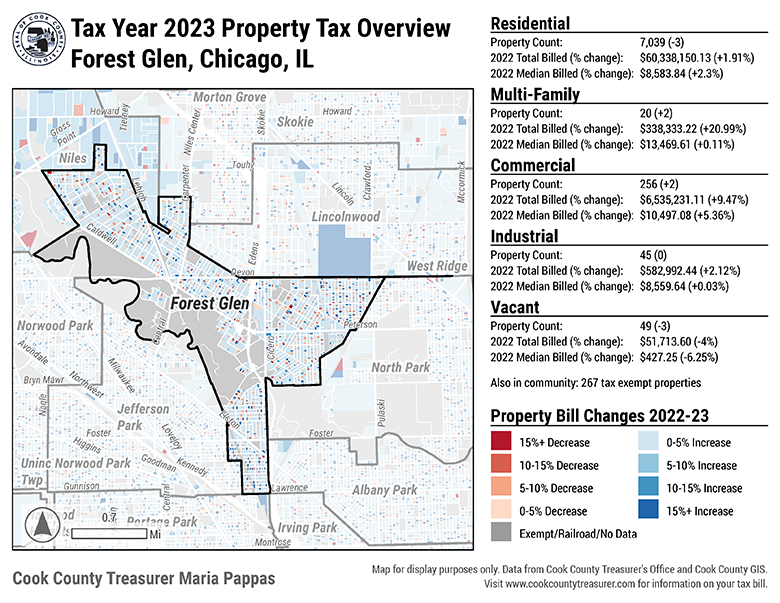 Tax Year 2023 Property Tax Overview
Forest Glen, Chicago, IL
Residential
Property Count: 7,039 (-3)
2022 Total Billed (% change): $60,338,150.13 (+1.91%)
2022 Median Billed (% change): $8,583.84 (+2.3%)
Multi-Family
Property Count: 20 (+2)
2022 Total Billed (% change): $338,333.22 (+20.99%)
2022 Median Billed (% change): $13,469.61 (+0.11%)
Commercial
Property Count: 256 (+2)
2022 Total Billed (% change): $6,535,231.11 (+9.47%)
2022 Median Billed (% change): $10,497.08 (+5.36%)
Industrial
Property Count: 45 (0)
2022 Total Billed (% change): $582,992.44 (+2.12%)
2022 Median Billed (% change): $8,559.64 (+0.03%)
Vacant
Property Count: 49 (-3)
2022 Total Billed (% change): $51,713.60 (-4%)
2022 Median Billed (% change): $427.25 (-6.25%)
Also in community: 267 tax exempt properties
Property Bill Changes 2022-23
15%+ Decrease
10-15% Decrease
5-10% Decrease
0-5% Decrease
Exempt/Railroad/No Data
0-5% Increase
5-10% Increase
10-15% Increase
15%+ Increase
Morton Grove
Howard
Touhy
Gross
Point
Niles
Niles Center
Skokie
Skokie
Howard
Lehigh
Carpenter
Lincoln
Crawford
Mccormick
Lincolnwood
Caldwell
Edens
Devon
West Ridge
Forest Glen
Norwood Park
Central
Cicero
Peterson
Avondale
Northwest
Milwaukee
Bryn Mawr
Nagle
North Park
Pulaski
Jefferson
Park
Elston
Foster
Foster
Higgins
Lovejoy
Goodman
Kennedy
Uninc Norwood Park
Twp
Gunnison
Central
Lawrence
Albany Park
0.7
Mi
Portage Park
Irving Park
Montrose
Cook County Treasurer Maria Pappas
Map for display purposes only. Data from Cook County Treasurer's Office and Cook County GIS.
Visit www.cookcountytreasurer.com for information on your tax bill.